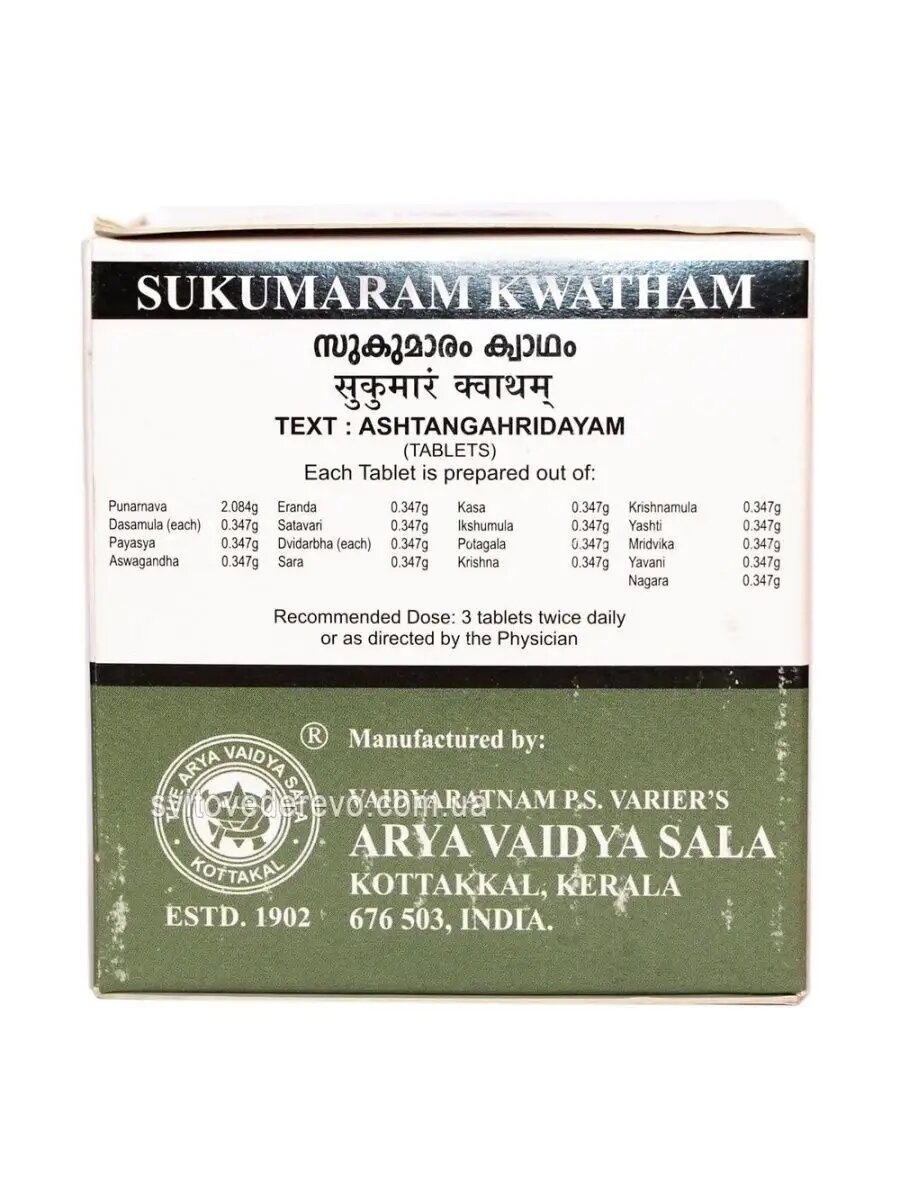 SUKUMARAM KWATHAM
സുകുമാരം ക്വാഥം
सुकुमारं क्वाथम्
TEXT : ASHTANGAHRIDAYAM
(TABLETS)
Each Tablet is prepared out of:
Punarnava 2.084g Eranda 0.347g Kasa 0.347g Krishnamula 0.347g
Dasamula (each) 0.347g Satavari 0.347g Ikshumula 0.347g Yashti 0.347g
Payasya 0.347g Dvidarbha (each) 0.347g Potagala 0.347g Mridvika 0.347g
Aswagandha 0.347g Sara 0.347g Krishna 0.347g Yavani 0.347g
Nagara 0.347g
Recommended Dose: 3 tablets twice daily
or as directed by the Physician
® Manufactured by:
THE ARYA VAIDYA SALA
KOTTAKAL
svitovederevo.com.ua
VAIDYARATNAM P.S. VARIER'S
ARYA VAIDYA SALA
KOTTAKKAL, KERALA
ESTD. 1902 676 503, INDIA.